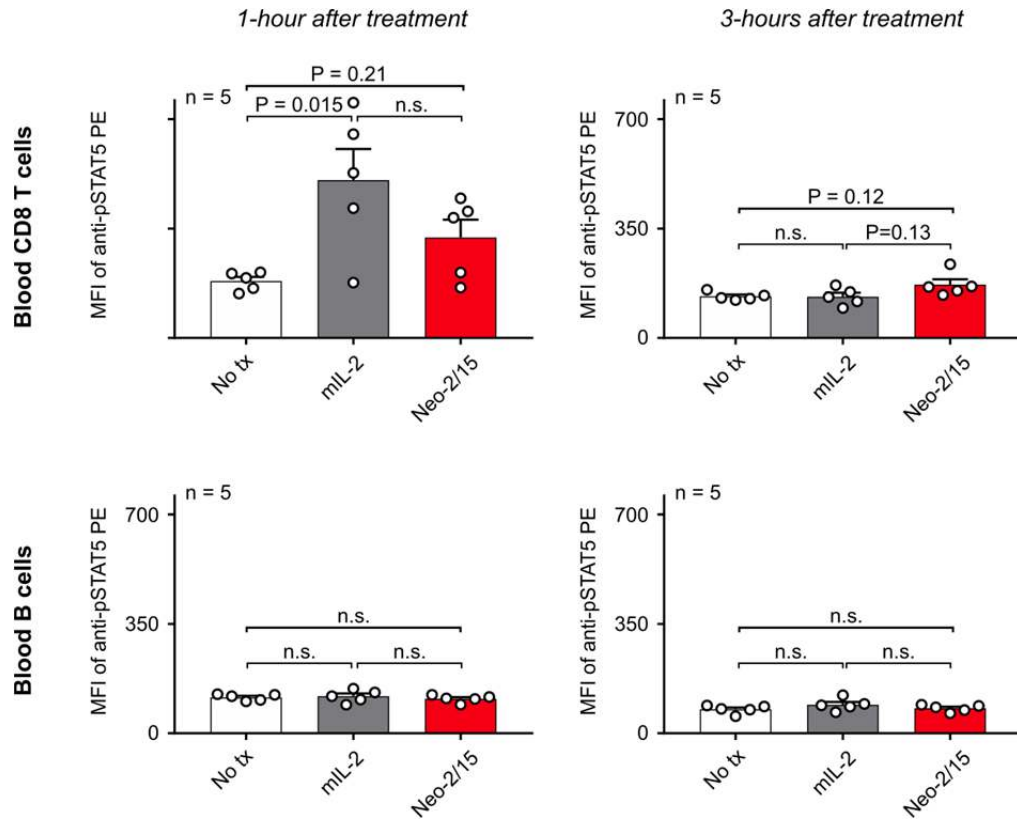 1-hour after treatment
3-hours after treatment
Blood CD8 T cells
MFI of anti-pSTAT5 PE
n = 5
P = 0.21
P = 0.015
n.s.
No tx
mIL-2
Neo-2/15
MFI of anti-pSTAT5 PE
700
350
0
n = 5
P = 0.12
n.s.
P=0.13
No tx
mIL-2
Neo-2/15
Blood B cells
MFI of anti-pSTAT5 PE
700
350
0
n = 5
n.s.
n.s.
n.s.
No tx
mIL-2
Neo-2/15
MFI of anti-pSTAT5 PE
700
350
0
n = 5
n.s.
n.s.
n.s.
No tx
mIL-2
Neo-2/15